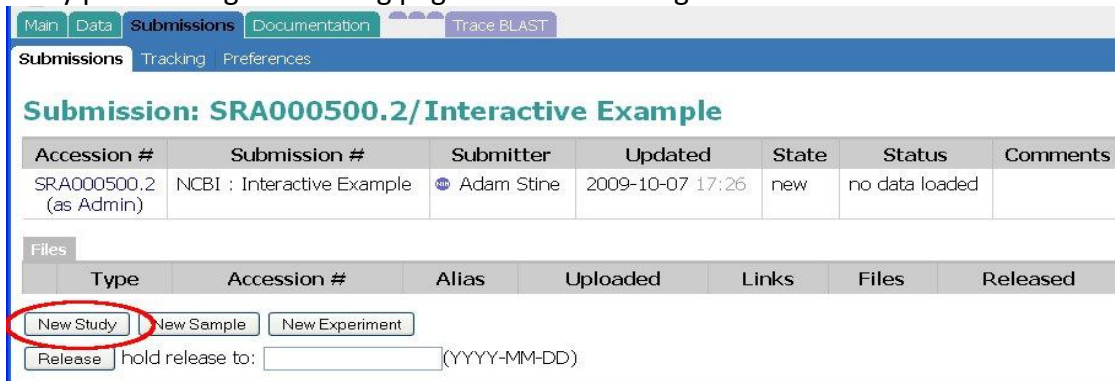 Main Data Submissions Documentation Trace BLAST
Submissions Tracking Preferences
Submission: SRA000500.2/Interactive Example
Accession # Submission # Submitter Updated State Status Comments
SRA000500.2 NCBI : Interactive Example NIH Adam Stine 2009-10-07 17:26 new no data loaded
(as Admin)
Files
Type Accession # Alias Uploaded Links Files Released
New Study New Sample New Experiment
Release hold release to: (YYYY-MM-DD)